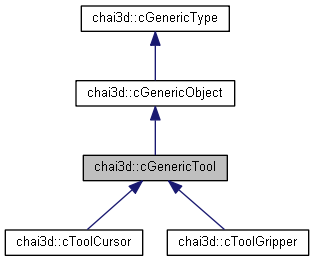 chai3d::cGenericType
chai3d::cGenericObject
chai3d::cGenericTool
chai3d::cToolCursor
chai3d::cToolGripper